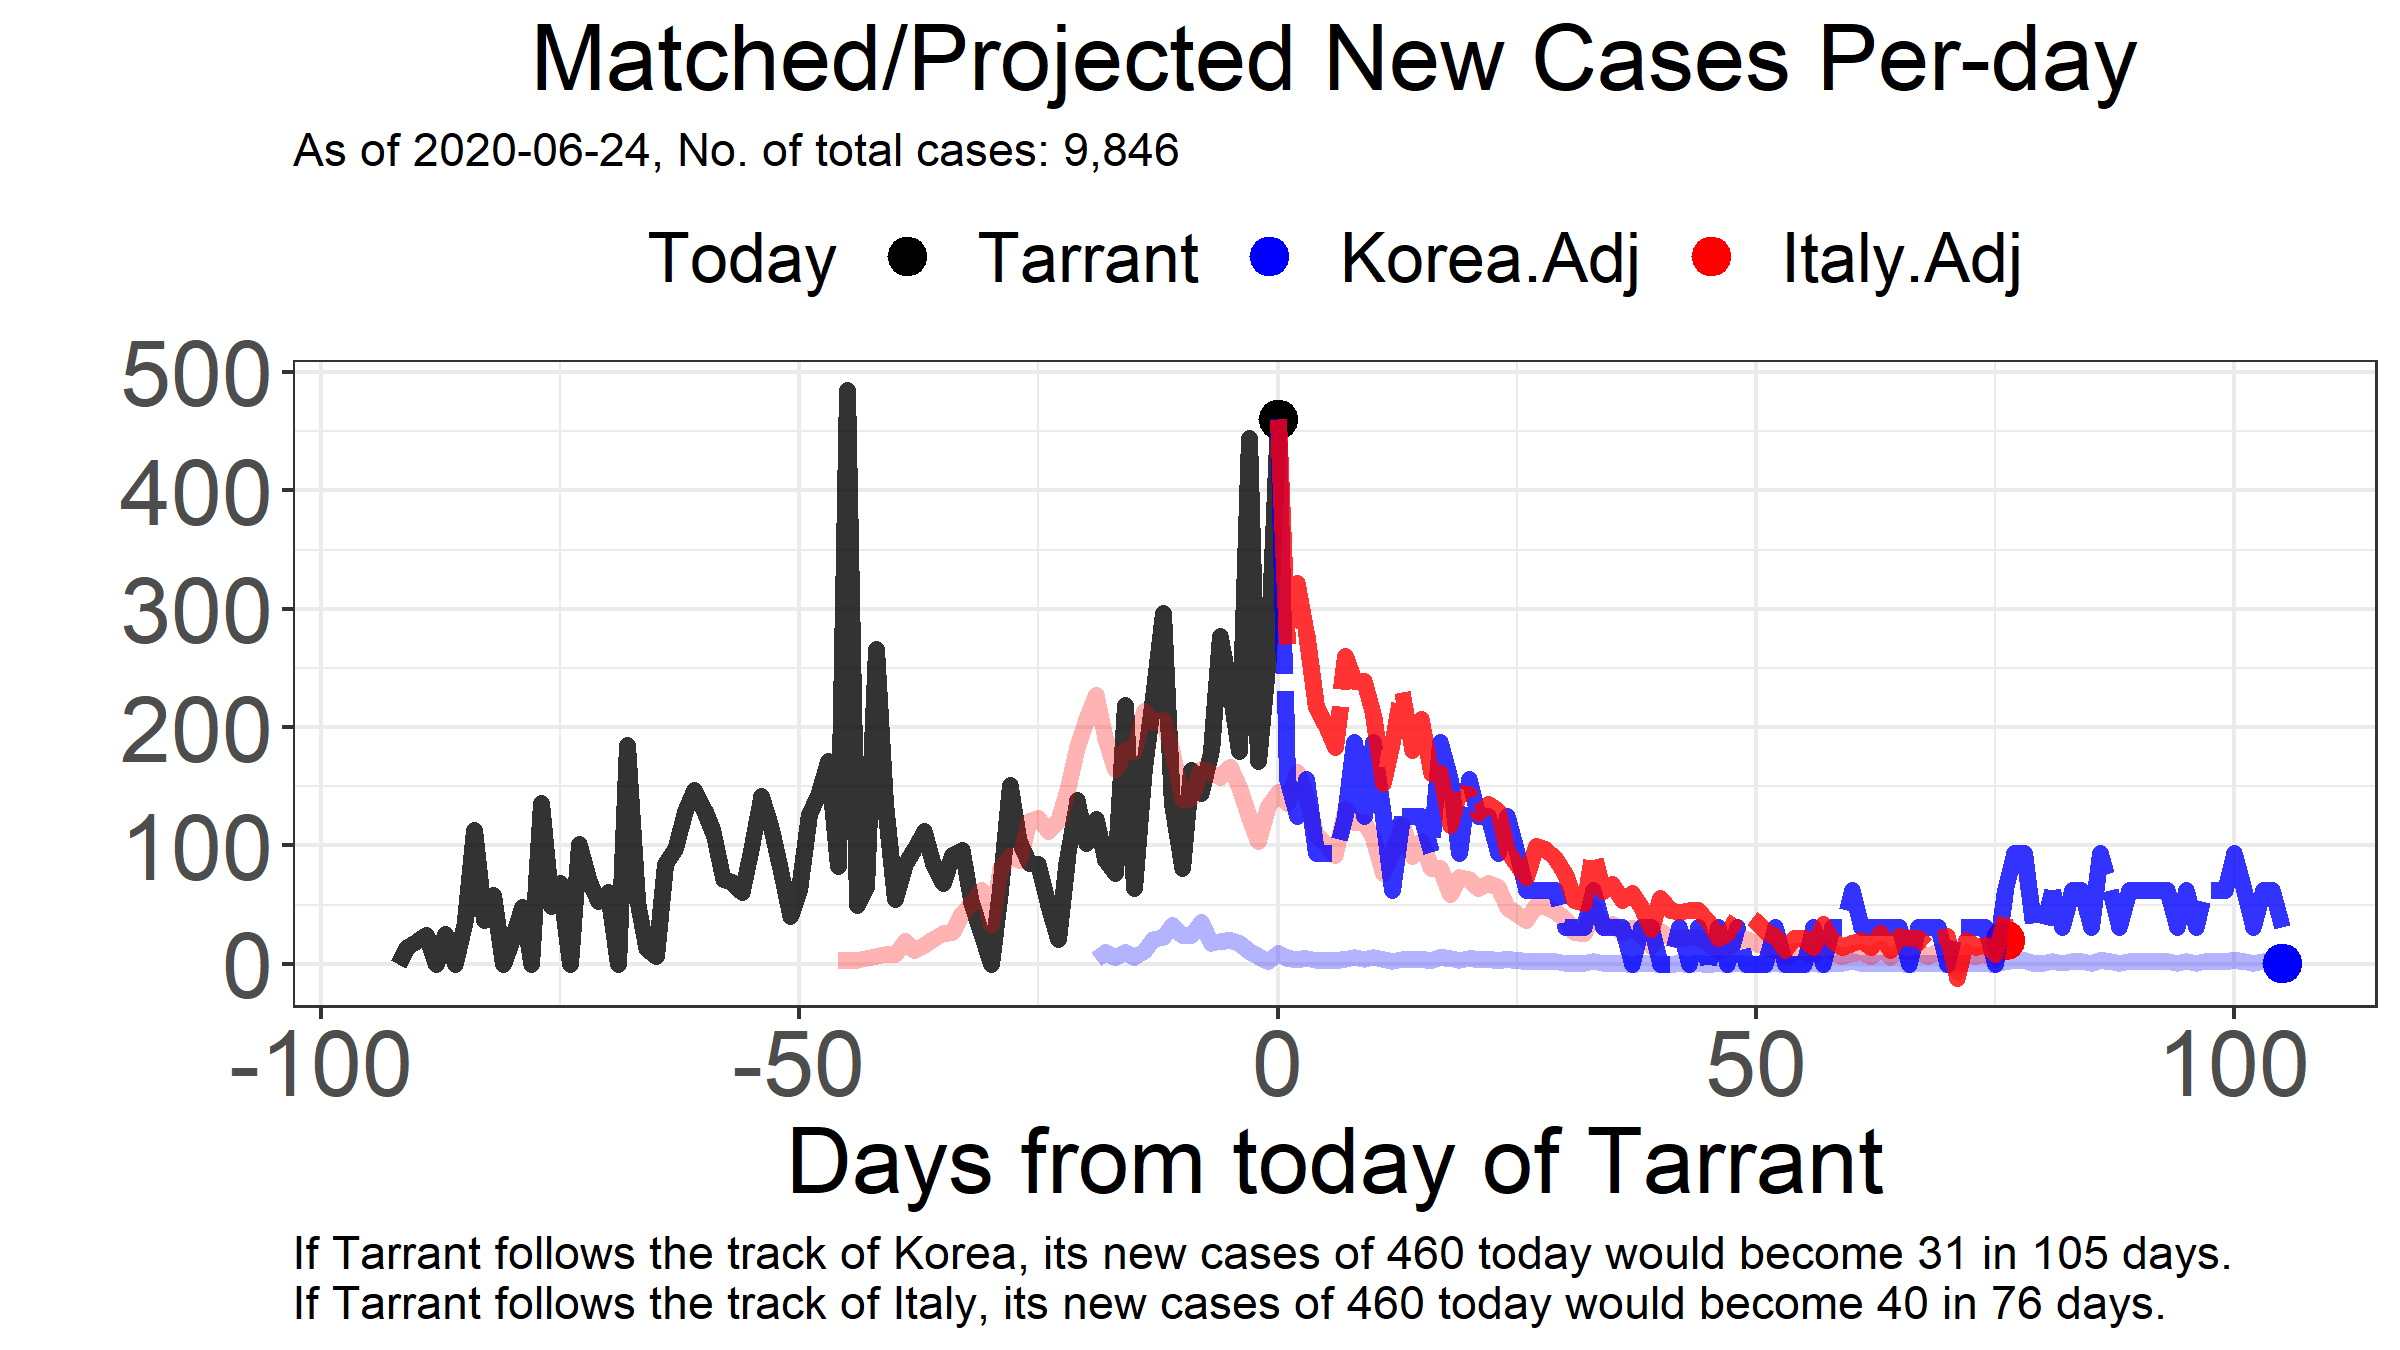 Matched/Projected New Cases Per-day
As of 2020-06-24, No. of total cases: 9,846
Today Tarrant Korea.Adj Italy.Adj
500
400
300
200
100
0
-100 -50 0 50 100
Days from today of Tarrant
If Tarrant follows the track of Korea, its new cases of 460 today would become 31 in 105 days.
If Tarrant follows the track of Italy, its new cases of 460 today would become 40 in 76 days.